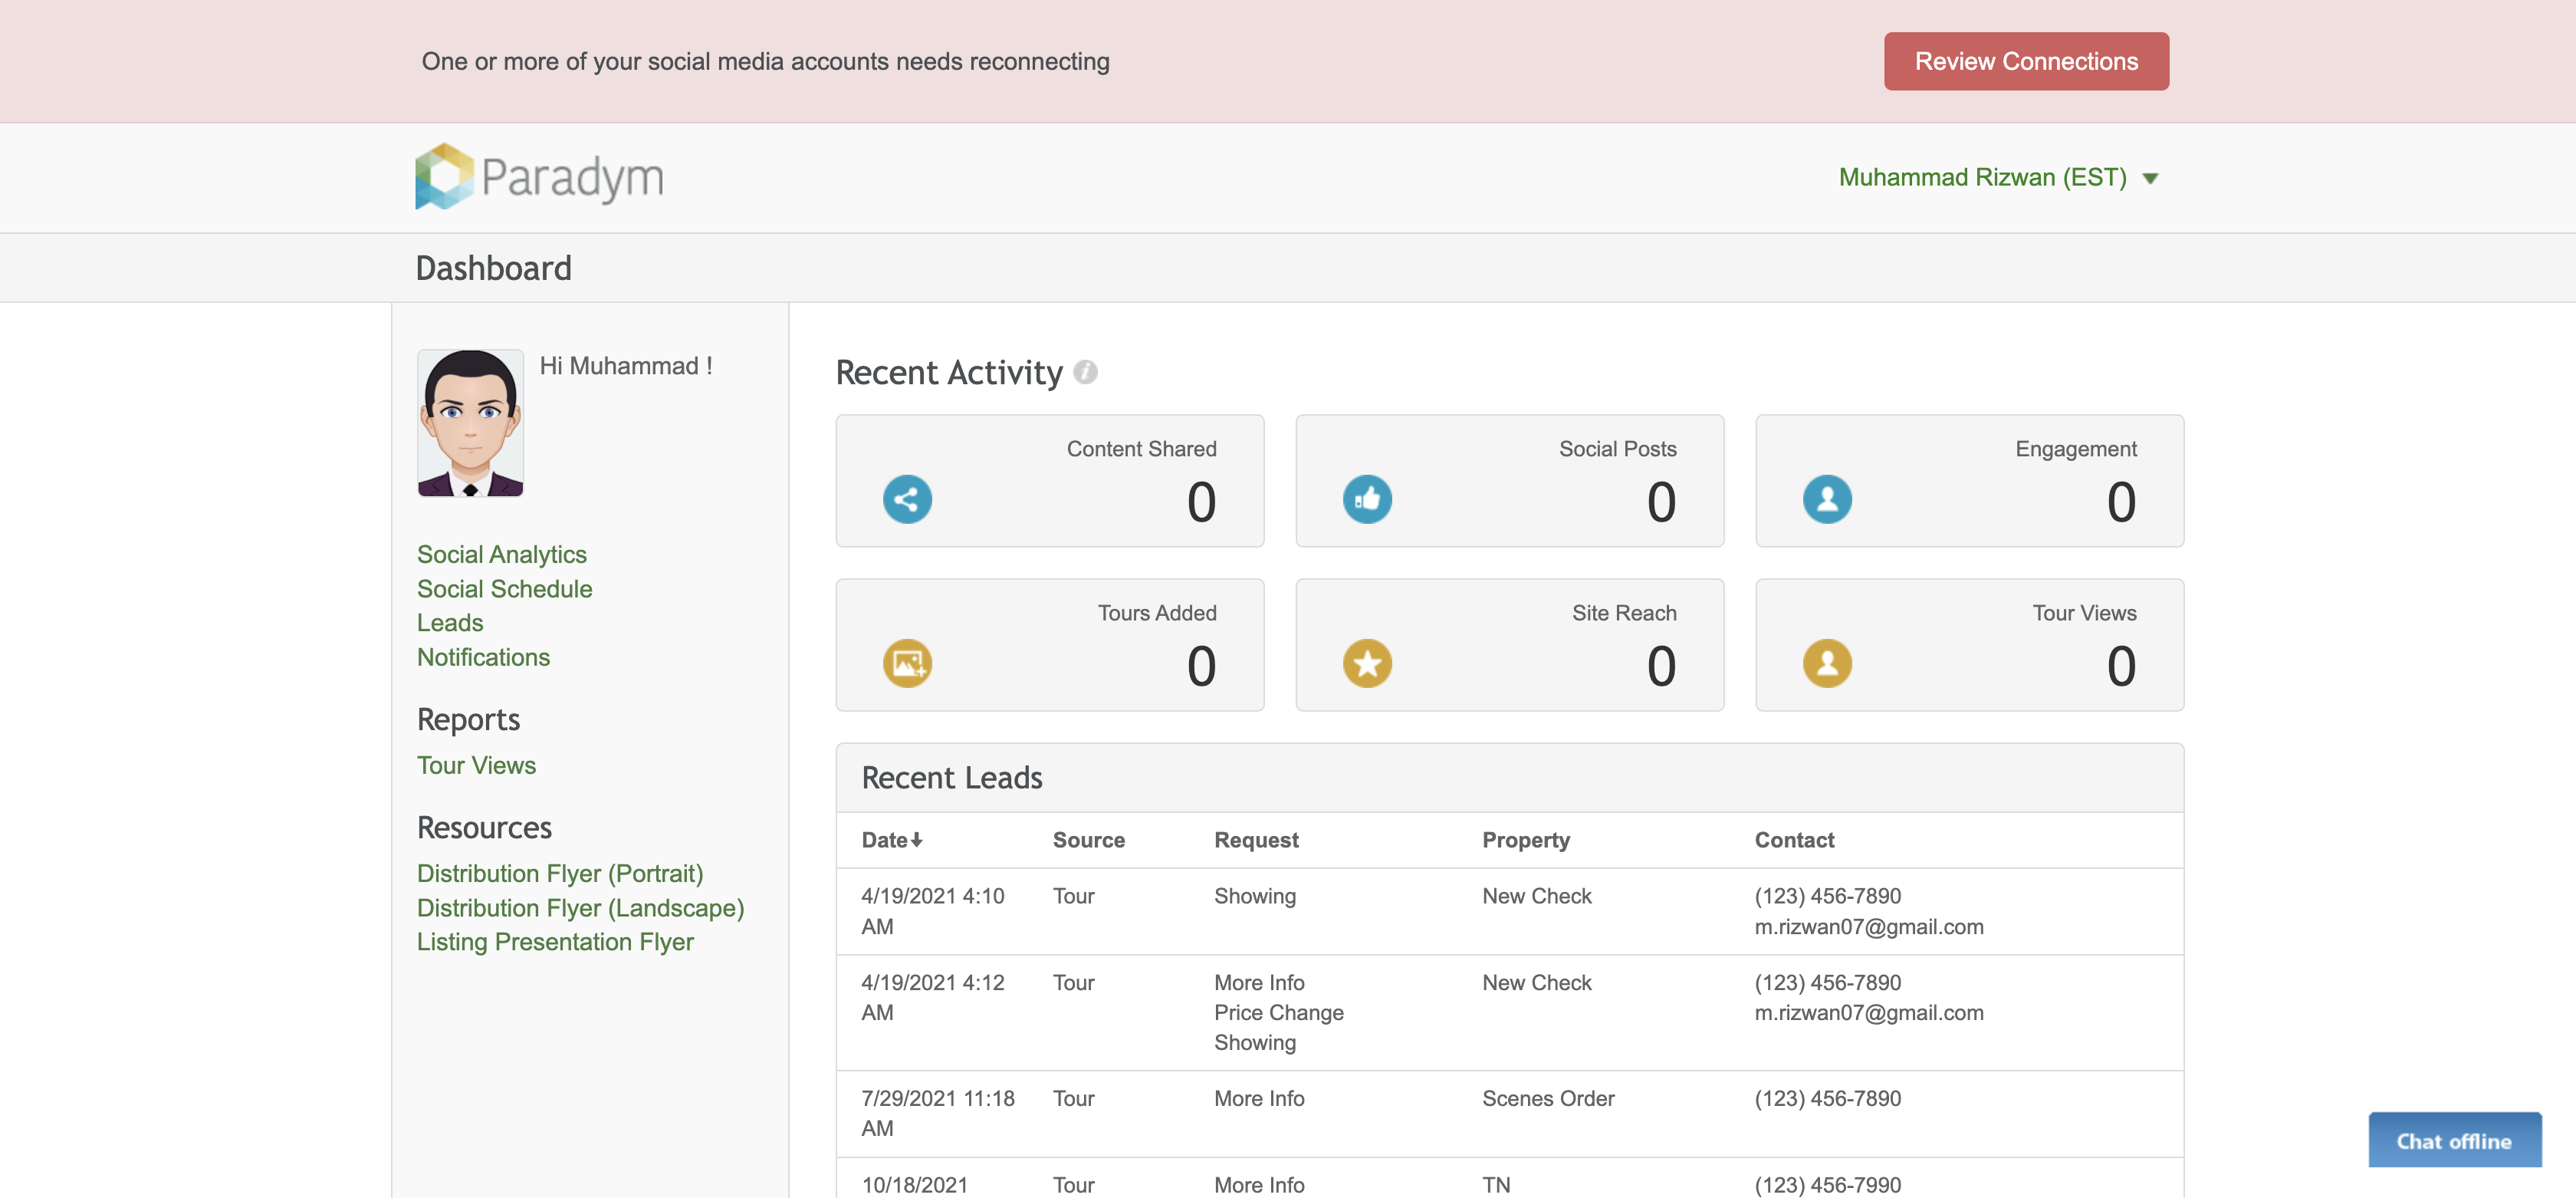 One or more of your social media accounts needs reconnecting
Review Connections
Paradym
Muhammad Rizwan (EST)
Dashboard
Hi Muhammad !
Social Analytics
Social Schedule
Leads
Notifications
Reports
Tour Views
Resources
Distribution Flyer (Portrait)
Distribution Flyer (Landscape)
Listing Presentation Flyer
Recent Activity
Content Shared
0
Social Posts
0
Engagement
0
Tours Added
0
Site Reach
0
Tour Views
0
Recent Leads
Date Source Request Property Contact
4/19/2021 4:10 Tour Showing New Check (123) 456-7890
AM m.rizwan07@gmail.com
4/19/2021 4:12 Tour More Info New Check (123) 456-7890
AM Price Change m.rizwan07@gmail.com
Showing
7/29/2021 11:18 Tour More Info Scenes Order (123) 456-7890
AM
10/18/2021 Tour More Info TN (123) 456-7990
Chat offline